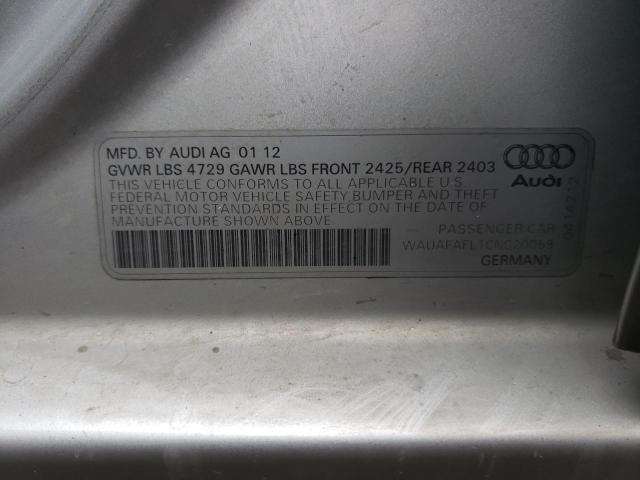 MFD. BY AUDI AG 01 12
GVWR LBS 4729 GAWR LBS FRONT 2425/REAR 2403
THIS VEHICLE CONFORMS TO ALL APPLICABLE U S
FEDERAL MOTOR VEHICLE SAFETY BUMPER AND THEFT
PREVENTION STANDARDS IN EFFECT ON THE DATE OF
MANUFACTURE SHOWN ABOVE.
Audi
PASSENGER CAR
WAUAFAFL1CN020059
GERMANY